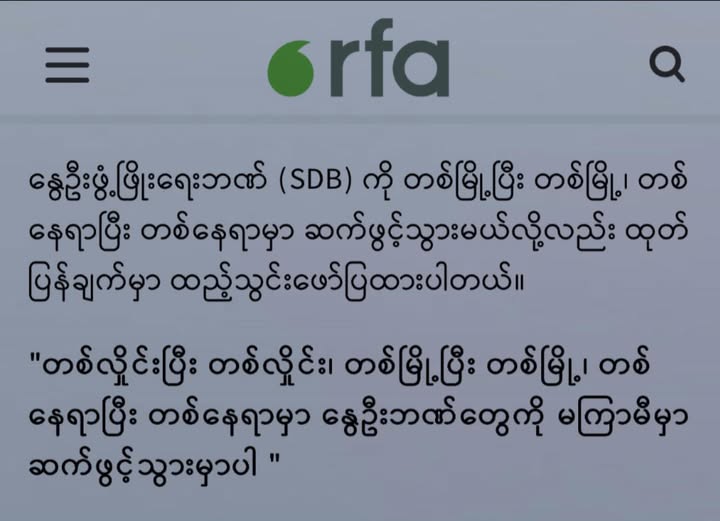 rfa
နွေဦးဖွံ့ဖြိုးရေးဘဏ် (SDB) ကို တစ်မြို့ပြီး တစ်မြို့၊ တစ်
နေရာပြီး တစ်နေရာမှာ ဆက်ဖွင့်သွားမယ်လို့လည်း ထုတ်
ပြန်ချက်မှာ ထည့်သွင်းဖော်ပြထားပါတယ်။
"တစ်လှိုင်းပြီး တစ်လှိုင်း၊ တစ်မြို့ပြီး တစ်မြို့၊ တစ်
နေရာပြီး တစ်နေရာမှာ နွေဦးဘဏ်တွေကို မကြာမီမှာ
ဆက်ဖွင့်သွားမှာပါ "